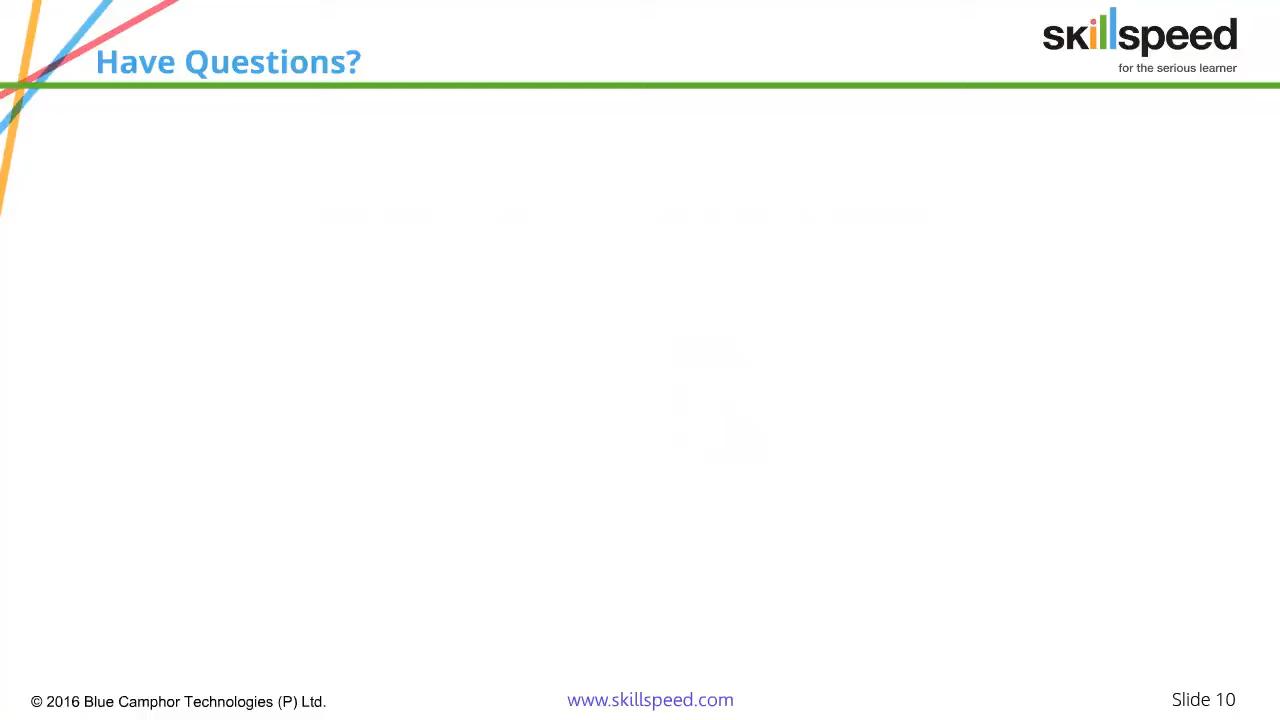 Have Questions?
skillspeed
for the serious learner
© 2016 Blue Camphor Technologies (P) Ltd.
www.skillspeed.com
Slide 10